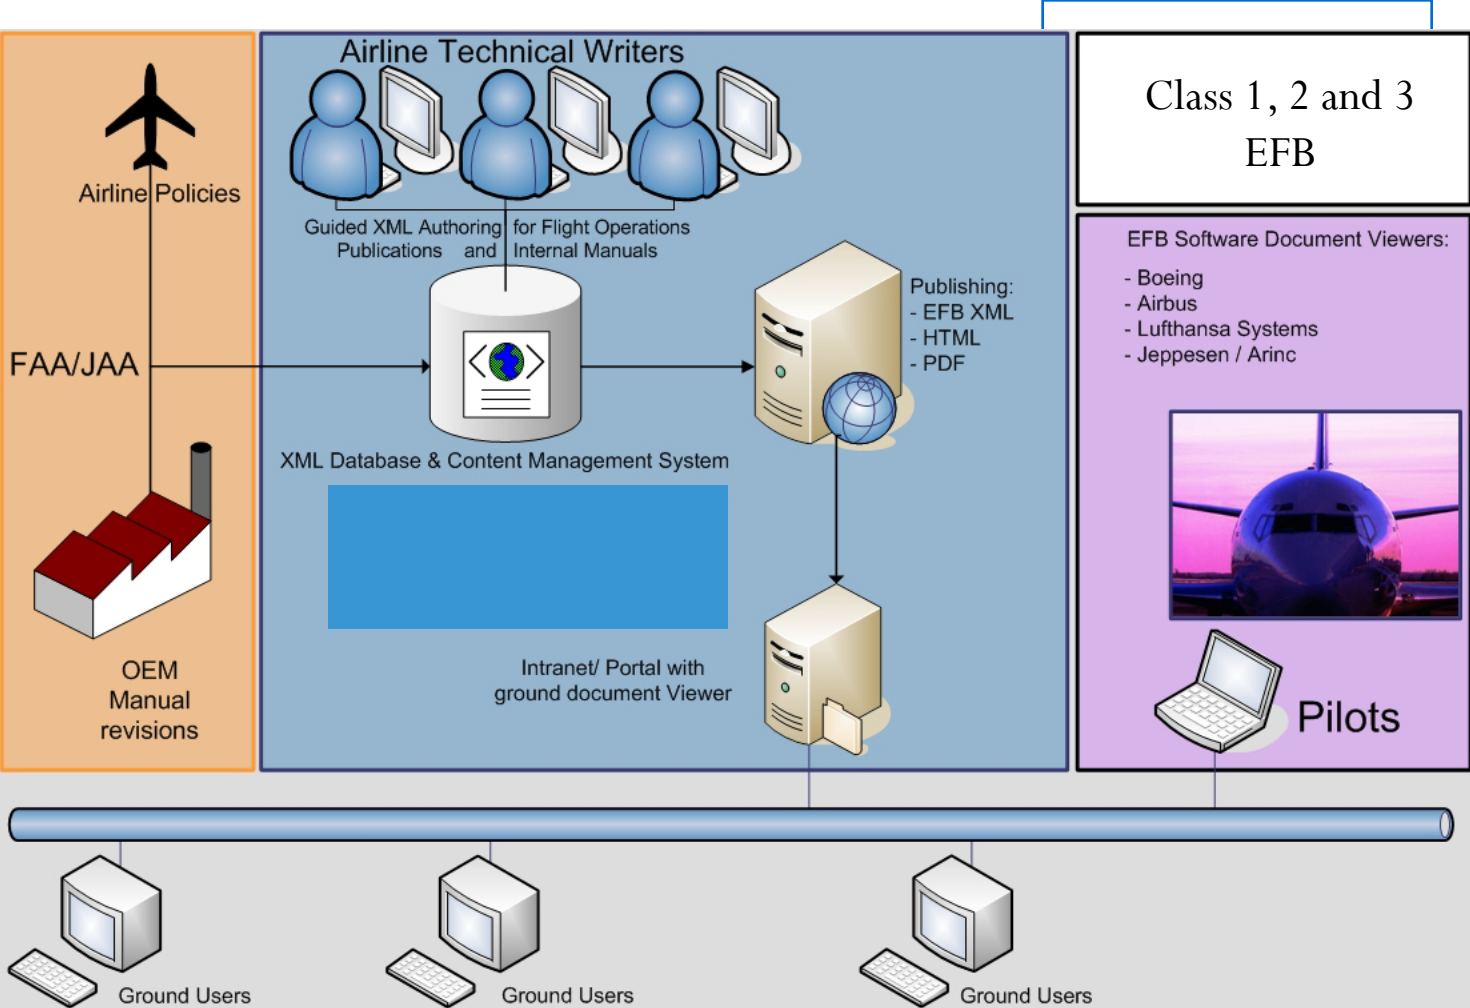 Airline Policies
FAA/JAA
OEM
Manual
revisions
Airline Technical Writers
Guided XML Authoring for Flight Operations
Publications and Internal Manuals
XML Database & Content Management System
Publishing:
- EFB XML
- HTML
- PDF
Intranet/ Portal with
ground document Viewer
Class 1, 2 and 3
EFB
EFB Software Document Viewers:
- Boeing
- Airbus
- Lufthansa Systems
- Jeppesen / Arinc
Pilots
Ground Users
Ground Users
Ground Users